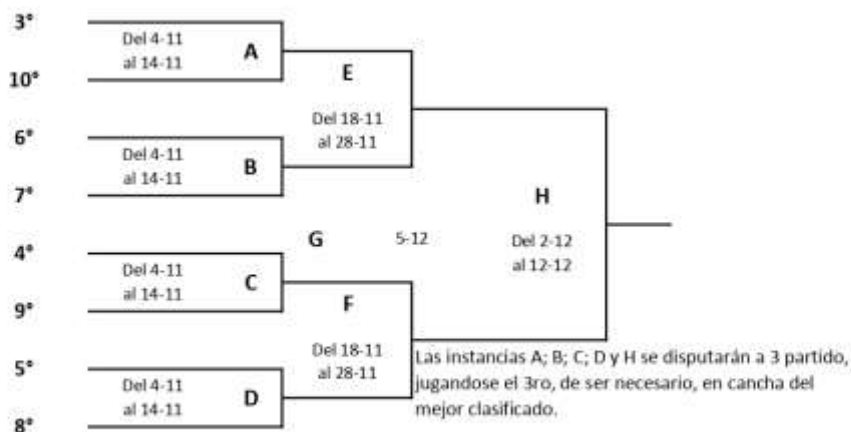 3°
Del 4-11
al 14-11
A
10°
E
Del 18-11
al 28-11
6°
Del 4-11
al 14-11
B
7°
H
Del 2-12
al 12-12
G
5-12
4°
Del 4-11
al 14-11
C
9°
F
Del 18-11
al 28-11
5°
Del 4-11
al 14-11
D
8°
Las instancias A; B; C; D y H se disputarán a 3 partido,
jugandose el 3ro, de ser necesario, en cancha del
mejor clasificado.